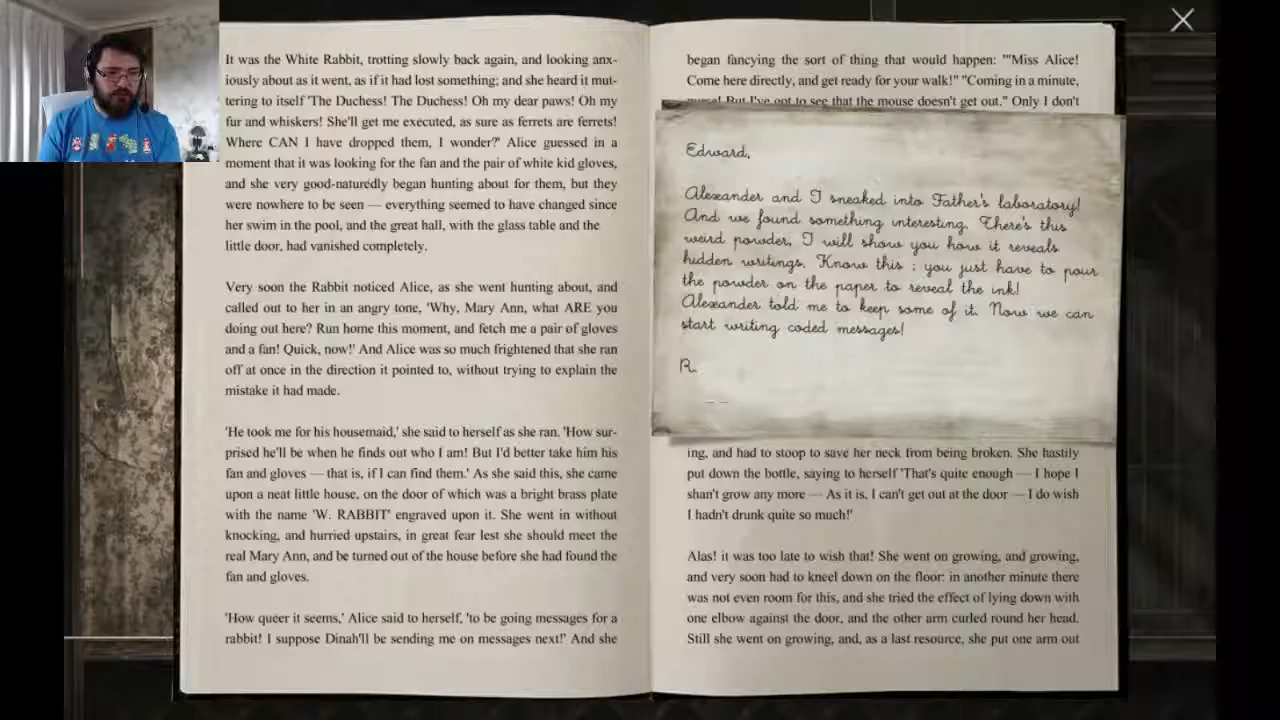 It was the White Rabbit, trotting slowly back again, and looking anx-
iously about as it went, as if it had lost something; and she heard it mut-
tering to itself 'The Duchess! The Duchess! Oh my dear paws! Oh my
fur and whiskers! She'll get me executed, as sure as ferrets are ferrets!
Where CAN I have dropped them, I wonder?' Alice guessed in a
moment that it was looking for the fan and the pair of white kid gloves,
and she very good-naturedly began hunting about for them, but they
were nowhere to be seen — everything seemed to have changed since
her swim in the pool, and the great hall, with the glass table and the
little door, had vanished completely.
Very soon the Rabbit noticed Alice, as she went hunting about, and
called out to her in an angry tone, 'Why, Mary Ann, what ARE you
doing out here? Run home this moment, and fetch me a pair of gloves
and a fan! Quick, now!' And Alice was so much frightened that she ran
off at once in the direction it pointed to, without trying to explain the
mistake it had made.
'He took me for his housemaid,' she said to herself as she ran. 'How sur-
prised he'll be when he finds out who I am! But I'd better take him his
fan and gloves — that is, if I can find them.' As she said this, she came
upon a neat little house, on the door of which was a bright brass plate
with the name 'W. RABBIT' engraved upon it. She went in without
knocking, and hurried upstairs, in great fear lest she should meet the
real Mary Ann, and be turned out of the house before she had found the
fan and gloves.
'How queer it seems,' Alice said to herself, 'to be going messages for a
rabbit! I suppose Dinah'll be sending me on messages next!' And she
began fancying the sort of thing that would happen: '"Miss Alice!
Come here directly, and get ready for your walk!" "Coming in a minute,
nurse! But I've got to see that the mouse doesn't get out." Only I don't
Edward,
Alexander and I sneaked into Father's laboratory!
And we found something interesting. There's this
weird powder, I will show you how it reveals
hidden writings. Know this : you just have to pour
the powder on the paper to reveal the ink!
Alexander told me to keep some of it. Now we can
start writing coded messages!
R.
ing, and had to stoop to save her neck from being broken. She hastily
put down the bottle, saying to herself 'That's quite enough — I hope I
shan't grow any more — As it is, I can't get out at the door — I do wish
I hadn't drunk quite so much!'
Alas! it was too late to wish that! She went on growing, and growing,
and very soon had to kneel down on the floor: in another minute there
was not even room for this, and she tried the effect of lying down with
one elbow against the door, and the other arm curled round her head.
Still she went on growing, and, as a last resource, she put one arm out